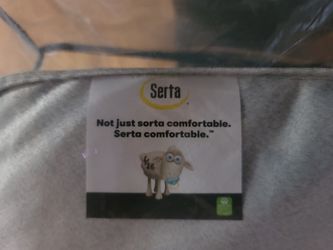 Serta
Not just sorta comfortable.
Serta comfortable.™